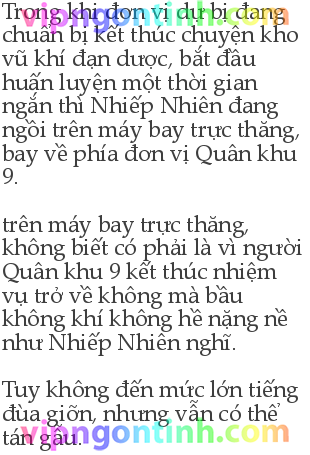 Trong khi đơn vị dự bị đang
chuẩn bị kết thúc chuyện kho
vũ khí đạn dược, bắt đầu
huấn luyện một thời gian
ngắn thì Nhiếp Nhiên đang
ngồi trên máy bay trực thăng,
bay về phía đơn vị Quân khu
9.
trên máy bay trực thăng,
không biết có phải là vì người
Quân khu 9 kết thúc nhiệm
vụ trở về không mà bầu
không khí không hề nặng nề
như Nhiếp Nhiên nghĩ.
Tuy không đến mức lớn tiếng
đùa giỡn, nhưng vẫn có thể
tán gẫu.
vipngontinh.com
vipngontinh.com